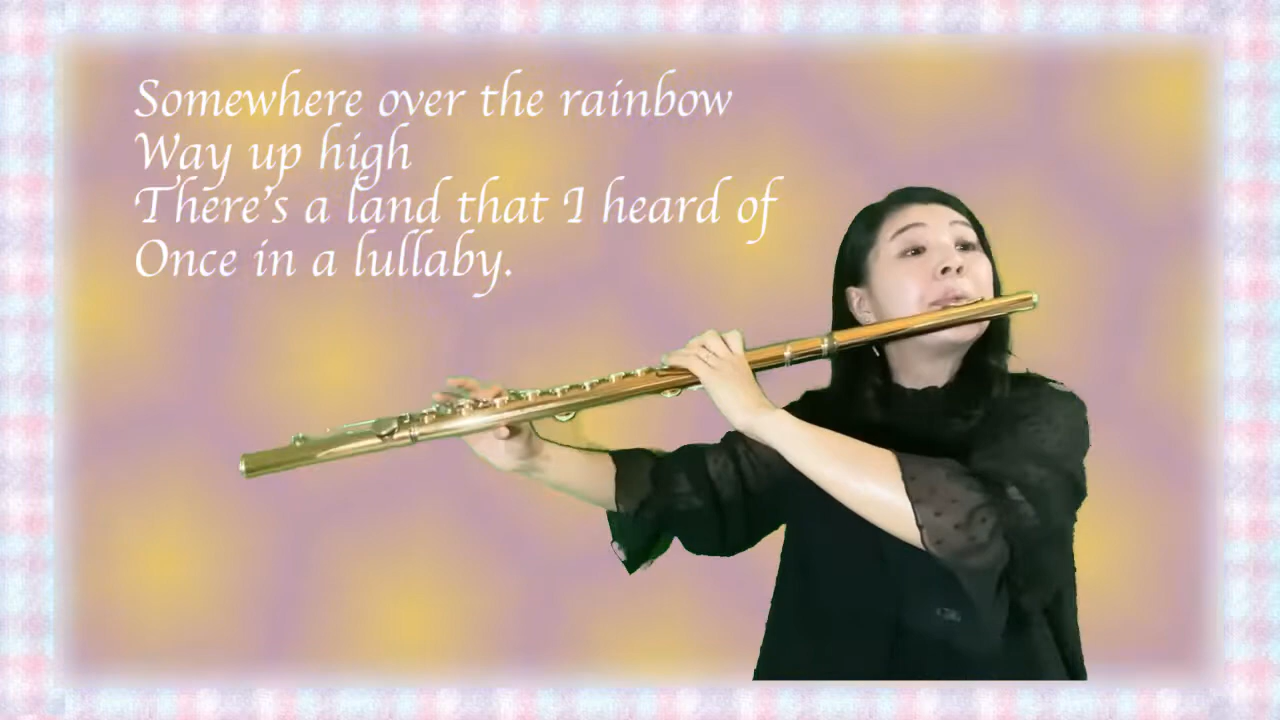 Somewhere over the rainbow
Way up high
There's a land that I heard of
Once in a lullaby.